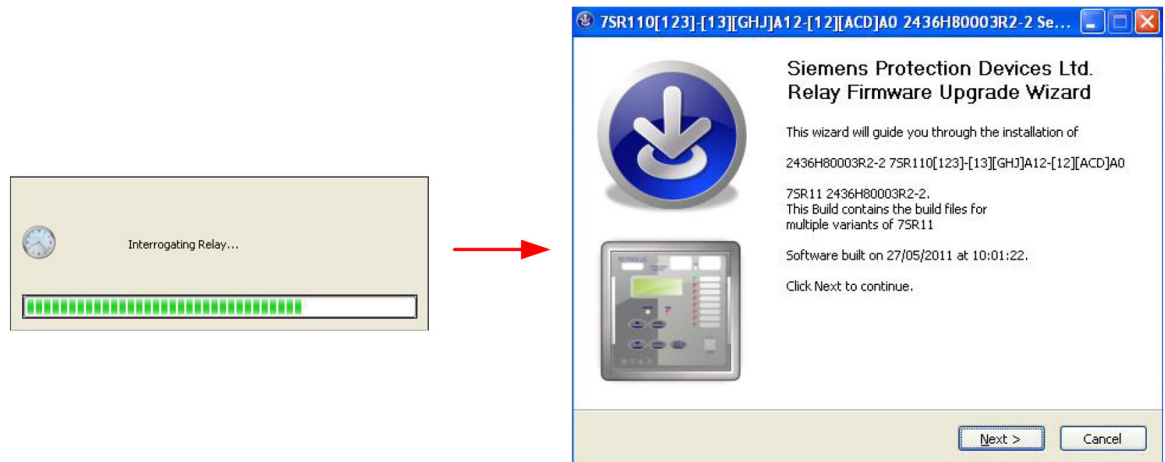 Interrogating Relay...
7SR110[123]-[13][GHJ]A12-[12][ACD]A0 2436H80003R2-2 Se...
Siemens Protection Devices Ltd.
Relay Firmware Upgrade Wizard
This wizard will guide you through the installation of
2436H80003R2-2 7SR110[123]-[13][GHJ]A12-[12][ACD]A0
7SR11 2436H80003R2-2.
This Build contains the build files for
multiple variants of 7SR11
Software built on 27/05/2011 at 10:01:22.
Click Next to continue.
Next >
Cancel